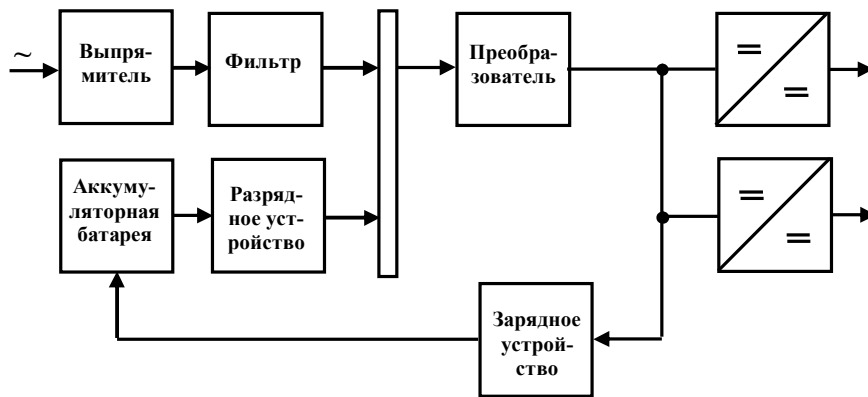 ~
Выпря-
митель
Фильтр
Преобра-
зователь
=
=
Аккуму-
ляторная
батарея
Разряд-
ное уст-
ройство
=
=
Зарядное
устрой-
ство